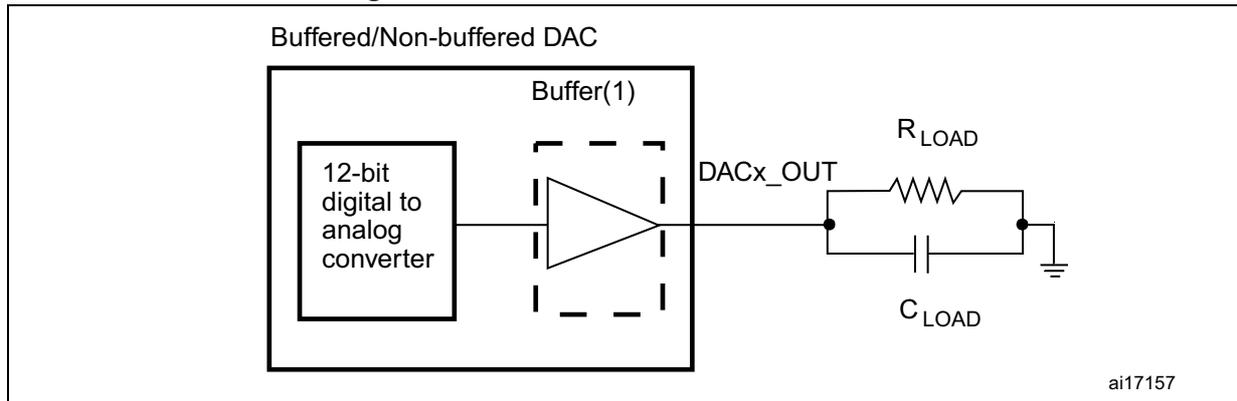 Buffered/Non-buffered DAC
Buffer(1)
12-bit
digital to
analog
converter
DACx_OUT
R LOAD
C LOAD
ai17157